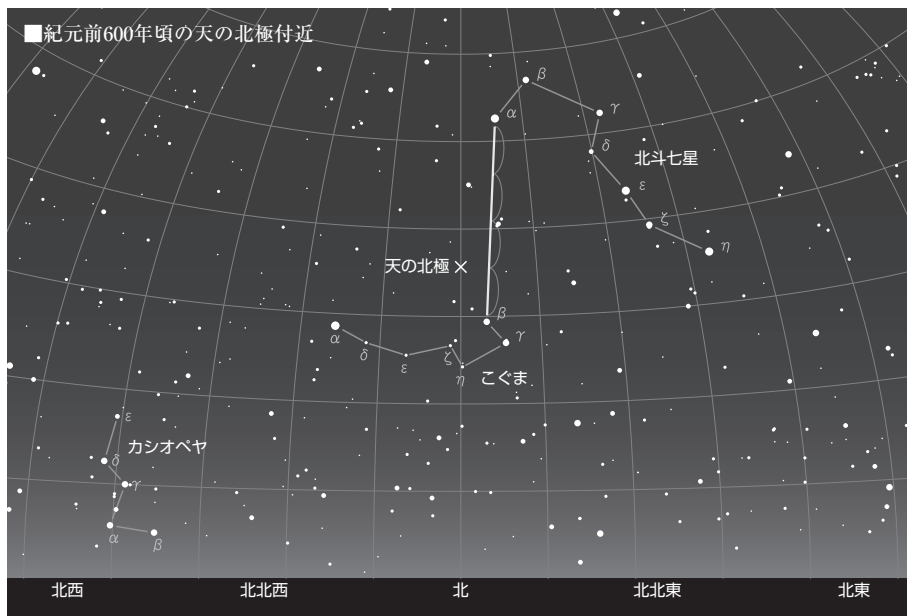 ■紀元前600年頃の天の北極付近
β
α
γ
δ
北斗七星
ε
ζ
η
天の北極
β
α
γ
δ
ζ
ε
こぐま
η
ε
カシオペヤ
δ
γ
α
β
北西
北北西
北
北北東
北東